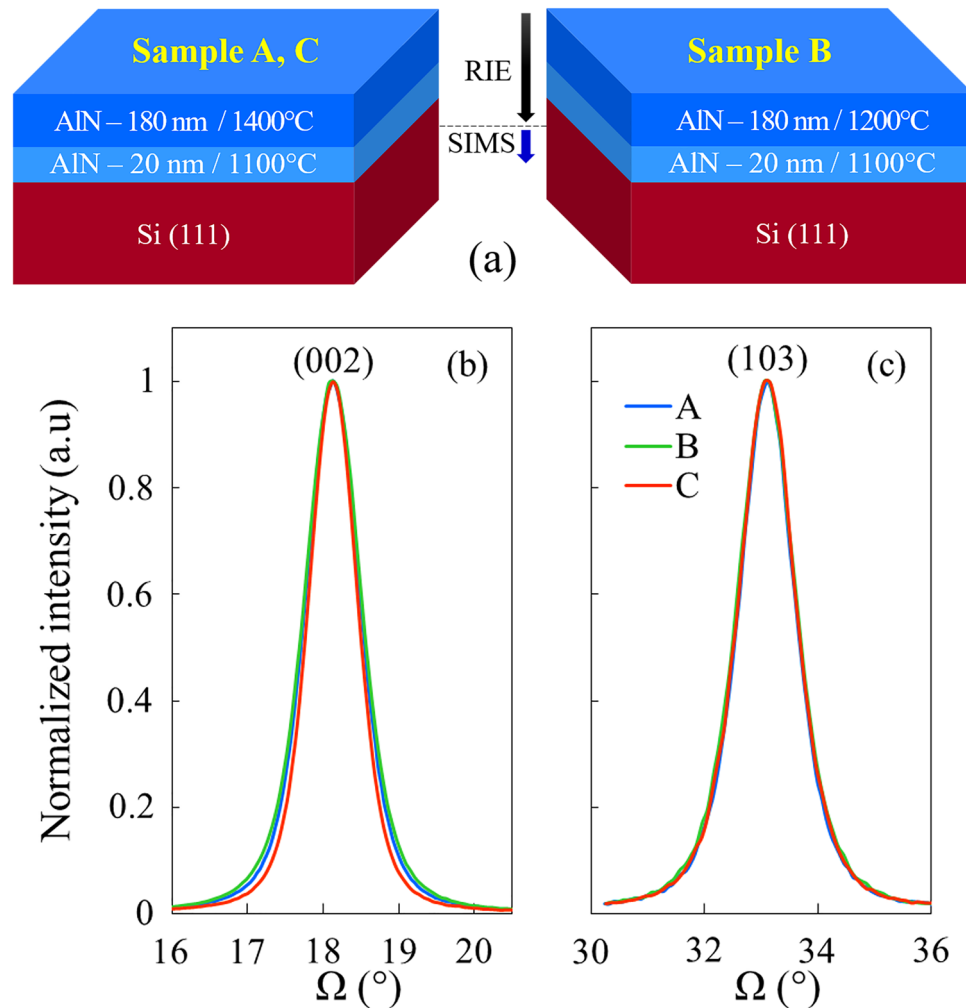 Sample A, C
AlN – 180 nm / 1400°C
AlN – 20 nm / 1100°C
Si (111)
RIE
SIMS
(a)
Sample B
AlN – 180 nm / 1200°C
AlN – 20 nm / 1100°C
Si (111)
Normalized intensity (a.u)
(002)
(b)
1
0.8
0.6
0.4
0.2
0
16 17 18 19 20
Ω (°)
(103)
(c)
A
B
C
30 32 34 36
Ω (°)